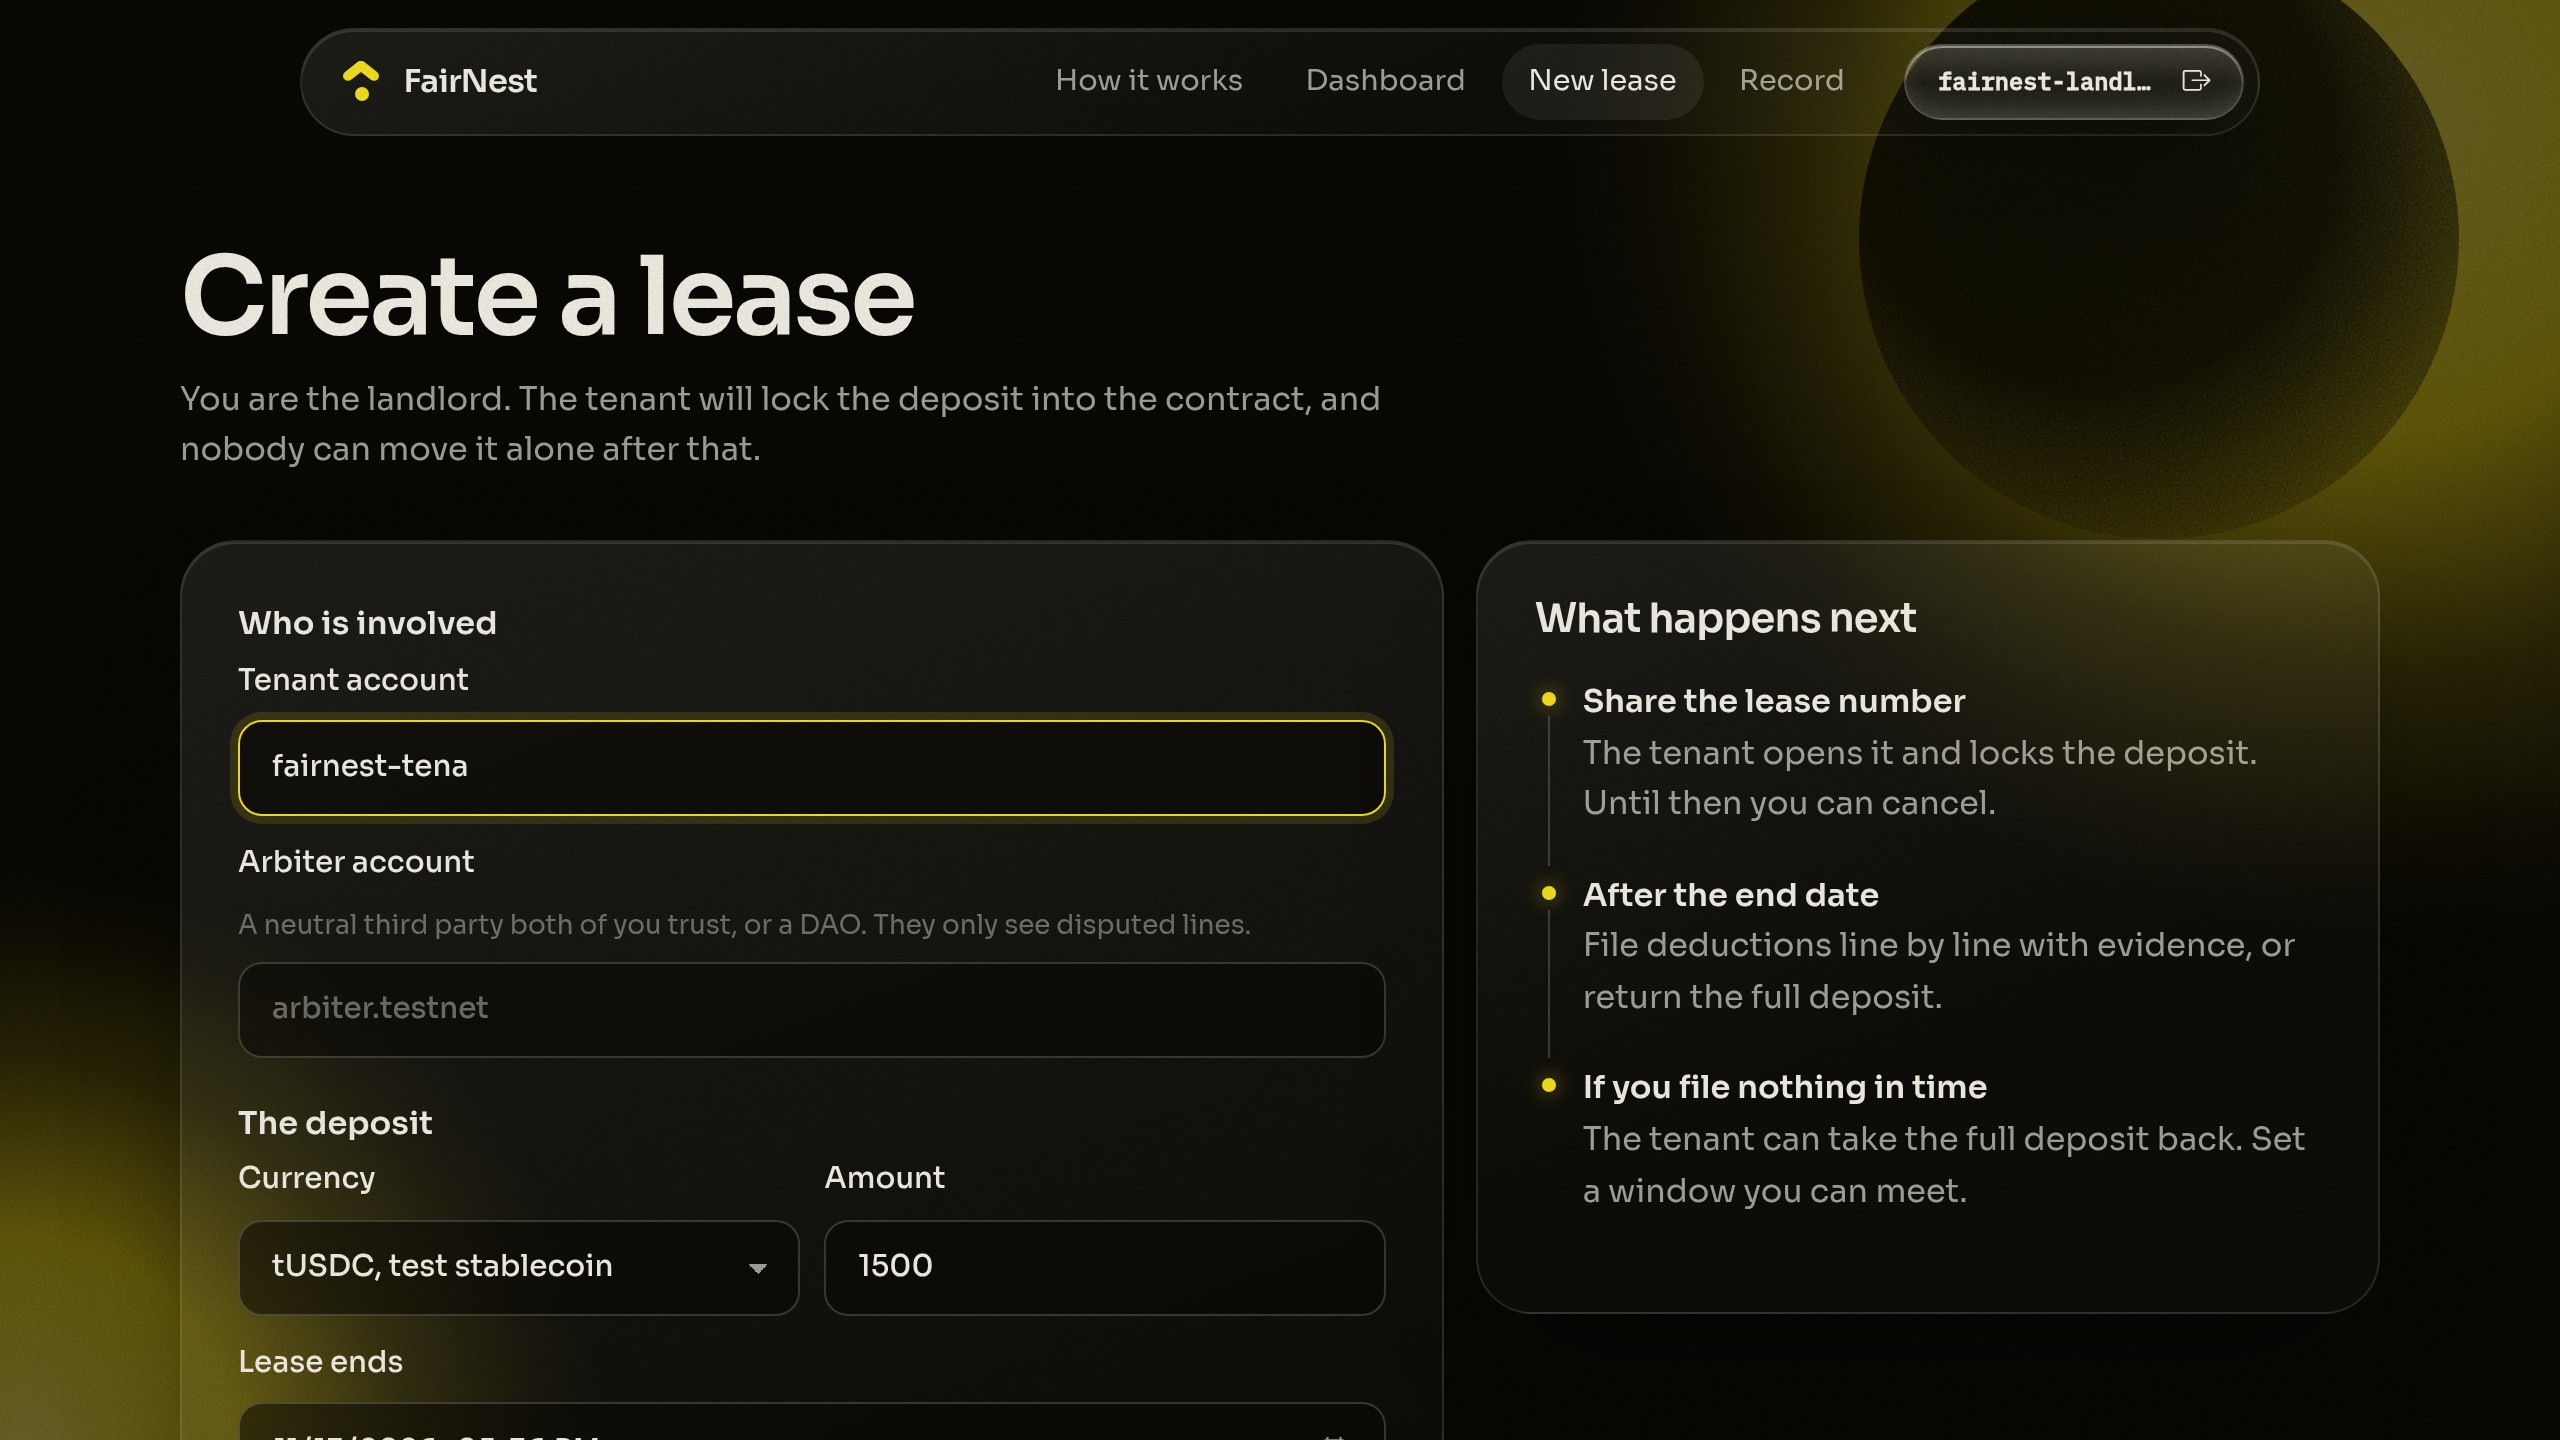 FairNest
How it works
Dashboard
New lease
Record
fairnest-landl…
Create a lease
You are the landlord. The tenant will lock the deposit into the contract, and
nobody can move it alone after that.
Who is involved
Tenant account
fairnest-tena
Arbiter account
A neutral third party both of you trust, or a DAO. They only see disputed lines.
arbiter.testnet
The deposit
Currency
Amount
tUSDC, test stablecoin
1500
Lease ends
What happens next
Share the lease number
The tenant opens it and locks the deposit.
Until then you can cancel.
After the end date
File deductions line by line with evidence, or
return the full deposit.
If you file nothing in time
The tenant can take the full deposit back. Set
a window you can meet.